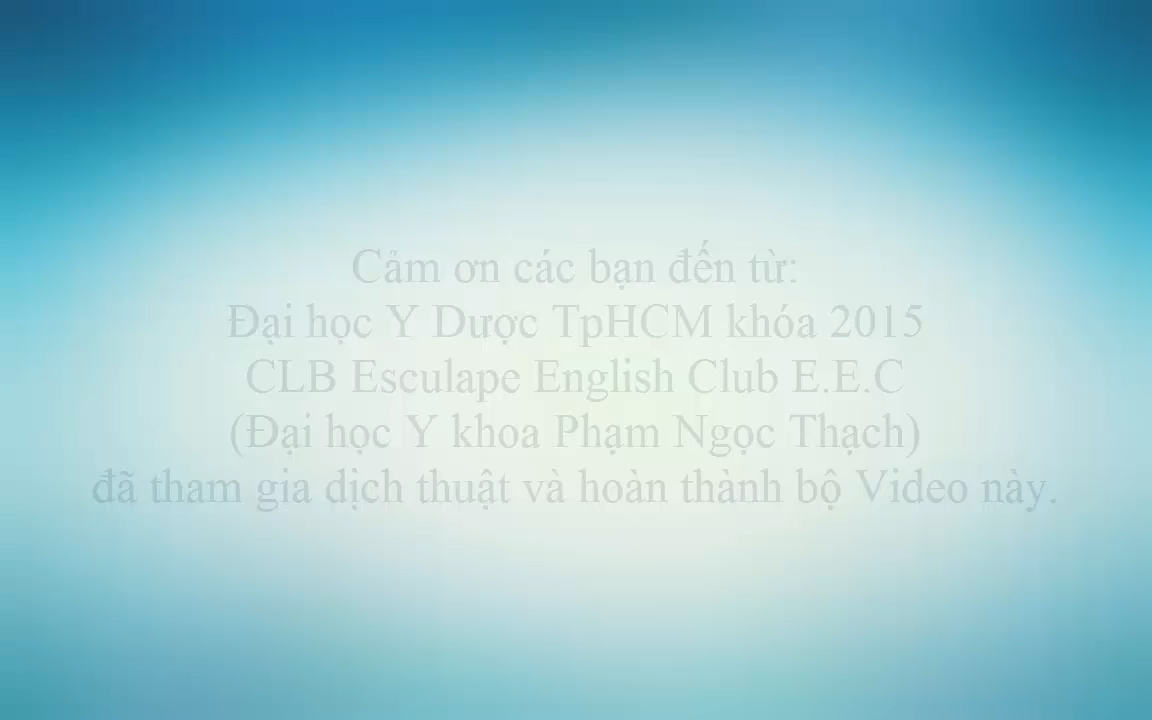 Cảm ơn các bạn đến từ:
Đại học Y Dược TpHCM khóa 2015
CLB Esculape English Club E.E.C
(Đại học Y khoa Phạm Ngọc Thạch)
đã tham gia dịch thuật và hoàn thành bộ Video này.